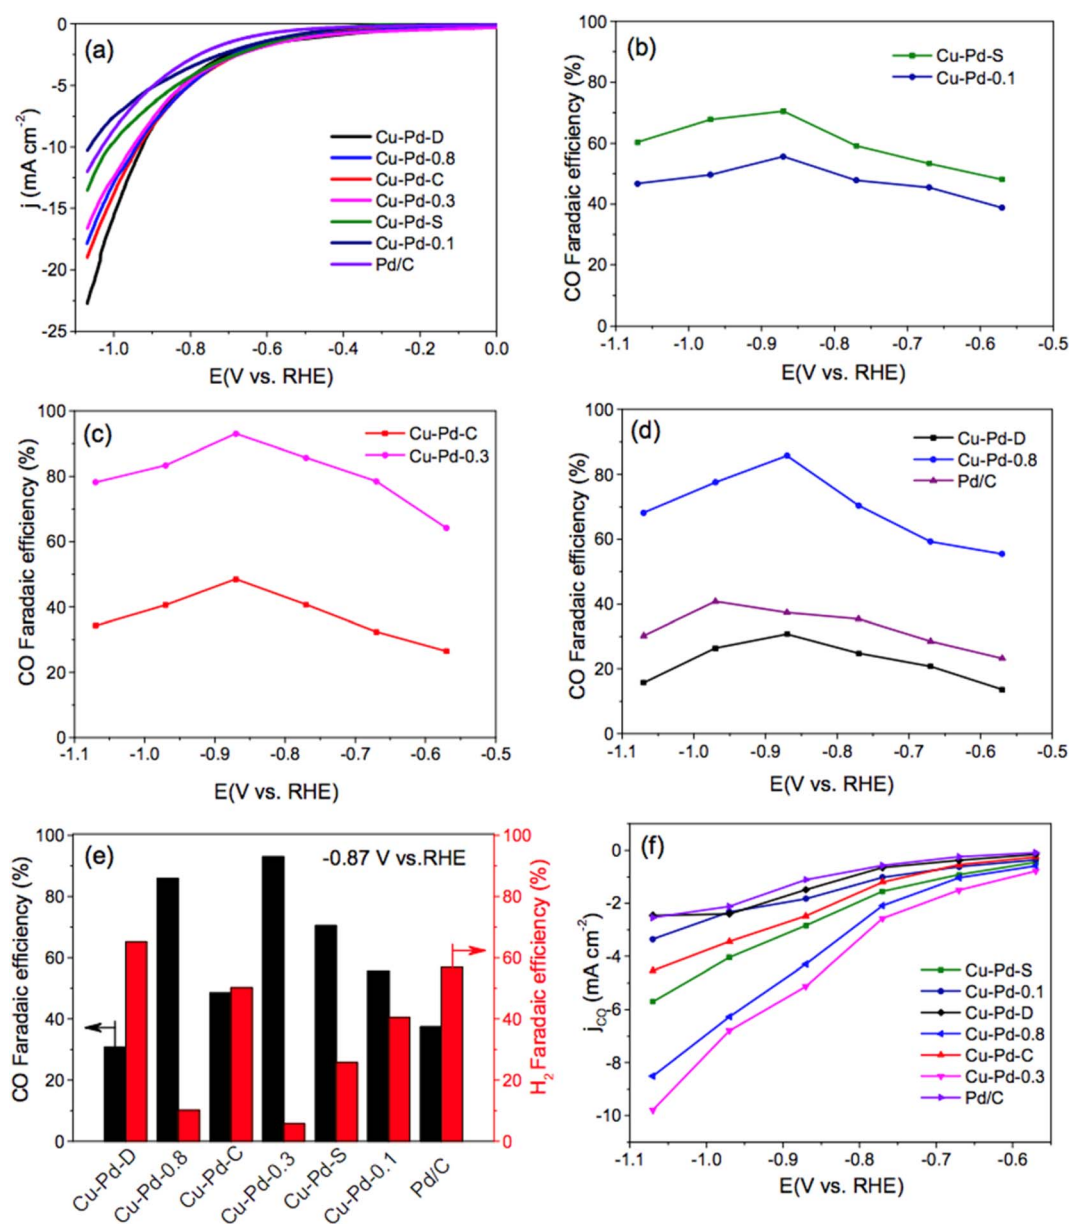 (a)
0
-5
-10
-15
-20
-25
j (mA cm⁻²)
Cu-Pd-D
Cu-Pd-0.8
Cu-Pd-C
Cu-Pd-0.3
Cu-Pd-S
Cu-Pd-0.1
Pd/C
-1.0 -0.8 -0.6 -0.4 -0.2 0.0
E(V vs. RHE)
(b)
100
80
60
40
20
0
CO Faradaic efficiency (%)
Cu-Pd-S
Cu-Pd-0.1
-1.1 -1.0 -0.9 -0.8 -0.7 -0.6 -0.5
E(V vs. RHE)
(c)
100
80
60
40
20
0
CO Faradaic efficiency (%)
Cu-Pd-C
Cu-Pd-0.3
-1.1 -1.0 -0.9 -0.8 -0.7 -0.6 -0.5
E(V vs. RHE)
(d)
100
80
60
40
20
0
CO Faradaic efficiency (%)
Cu-Pd-D
Cu-Pd-0.8
Pd/C
-1.1 -1.0 -0.9 -0.8 -0.7 -0.6 -0.5
E(V vs. RHE)
(e)
-0.87 V vs.RHE
100
80
60
40
20
0
CO Faradaic efficiency (%)
100
80
60
40
20
0
H₂ Faradaic efficiency (%)
Cu-Pd-D
Cu-Pd-0.8
Cu-Pd-C
Cu-Pd-0.3
Cu-Pd-S
Cu-Pd-0.1
Pd/C
(f)
0
-2
-4
-6
-8
-10
j_CO (mA cm⁻²)
Cu-Pd-S
Cu-Pd-0.1
Cu-Pd-D
Cu-Pd-0.8
Cu-Pd-C
Cu-Pd-0.3
Pd/C
-1.1 -1.0 -0.9 -0.8 -0.7 -0.6
E(V vs. RHE)